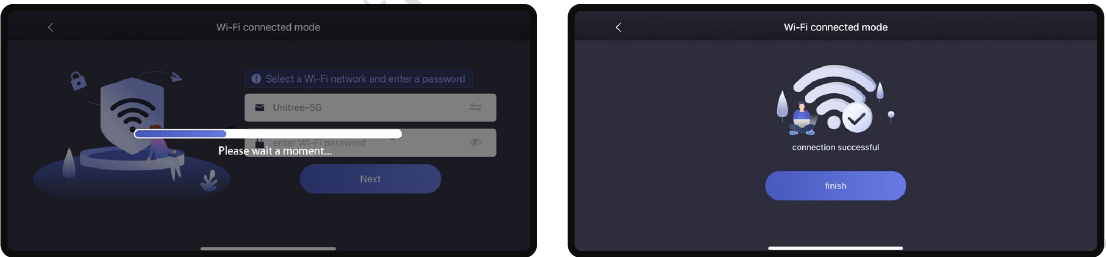 Wi-Fi connected mode
Select a Wi-Fi network and enter a password
Unitree-5G
enter Wi-Fi password
Please wait a moment...
Next
Wi-Fi connected mode
connection successful
finish